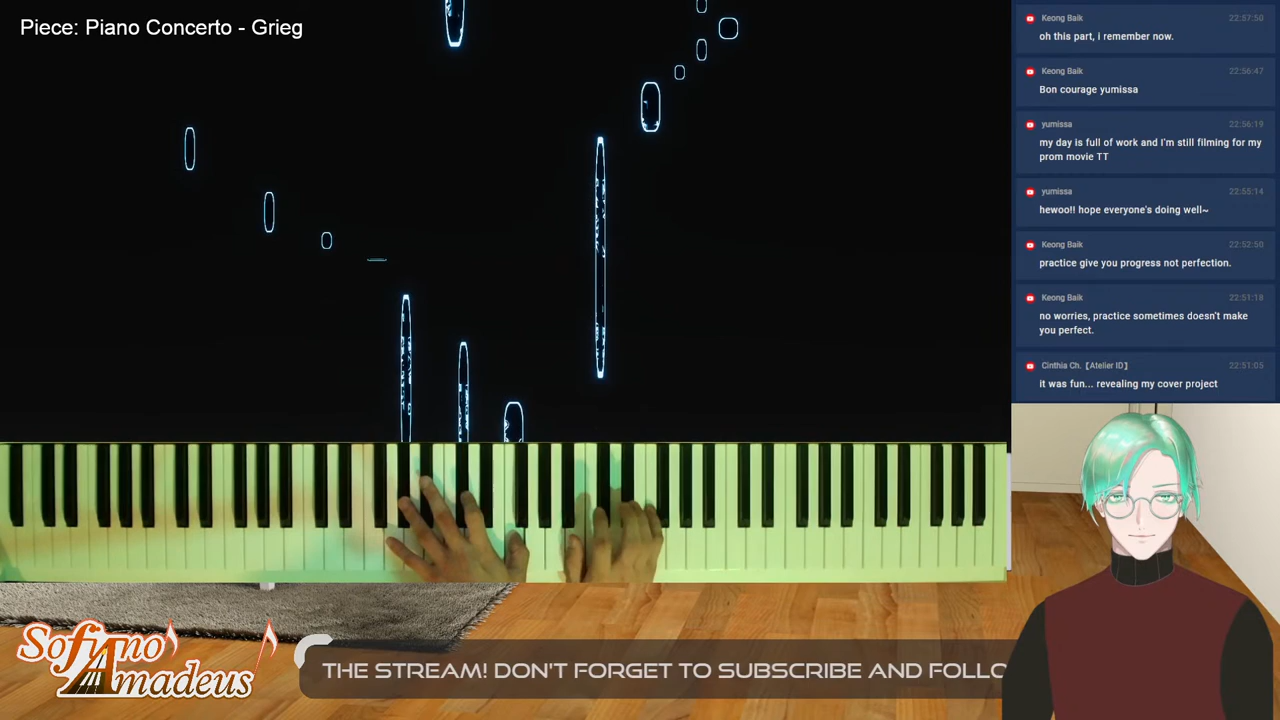 Piece: Piano Concerto - Grieg
Keong Baik 22:57:50
oh this part, i remember now.
Keong Baik 22:56:47
Bon courage yumissa
yumissa 22:56:19
my day is full of work and I'm still filming for my
prom movie TT
yumissa 22:55:14
hewoo!! hope everyone's doing well~
Keong Baik 22:52:50
practice give you progress not perfection.
Keong Baik 22:51:18
no worries, practice sometimes doesn't make
you perfect.
Cinthia Ch.【Atelier ID】 22:51:05
it was fun... revealing my cover project
Sofiano
Amadeus
THE STREAM! DON'T FORGET TO SUBSCRIBE AND FOLLO